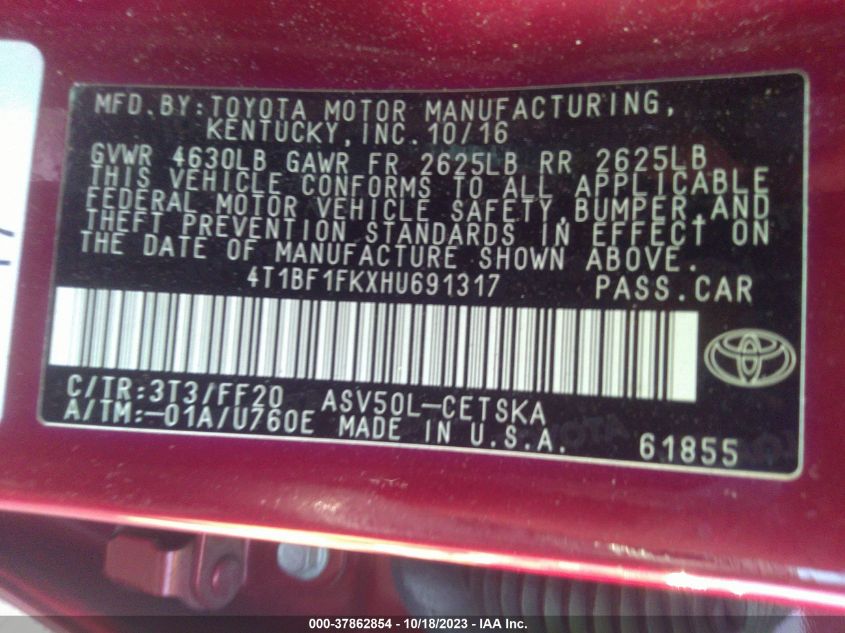 MFD.BY:TOYOTA MOTOR MANUFACTURING,
KENTUCKY,INC.10/16
GVWR 4630LB GAWR FR 2625LB RR 2625LB
THIS VEHICLE CONFORMS TO ALL APPLICABLE
FEDERAL MOTOR VEHICLE SAFETY,BUMPER,AND
THEFT PREVENTION STANDARDS IN EFFECT ON
THE DATE OF MANUFACTURE SHOWN ABOVE.
4T1BF1FKXHU691317 PASS.CAR
C/TR:3T3/FF20 ASV50L-CETSKA
A/TM:-01A/U760E MADE IN U.S.A. 61855
000-37862854 - 10/18/2023 - IAA Inc.